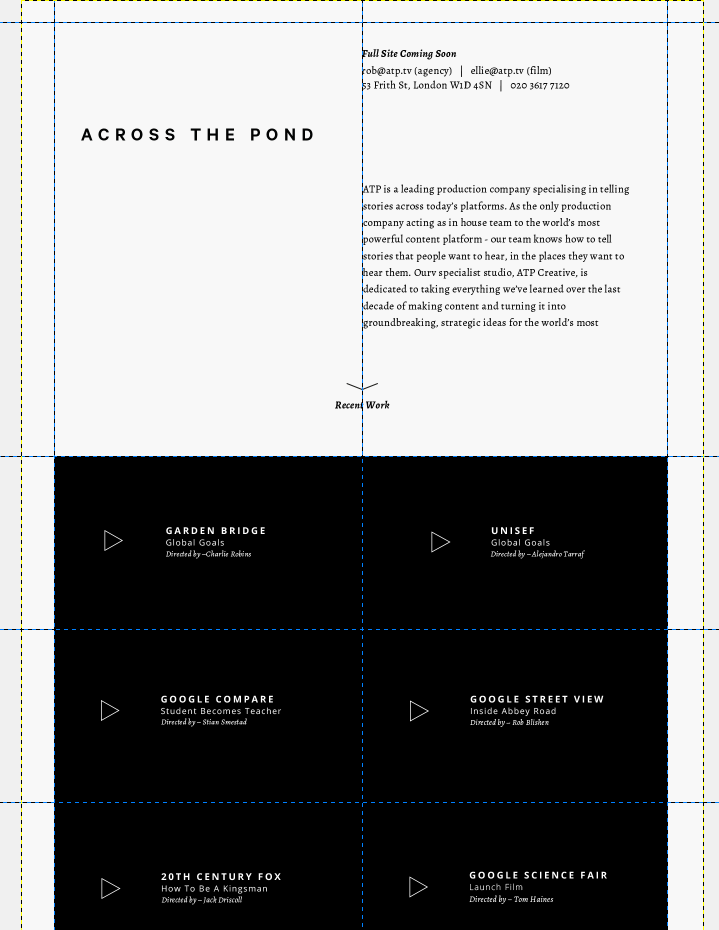 Full Site Coming Soon
rob@atp.tv (agency) | ellie@atp.tv (film)
53 Frith St, London W1D 4SN | 020 3617 7120
ACROSS THE POND
ATP is a leading production company specialising in telling
stories across today's platforms. As the only production
company acting as in house team to the world's most
powerful content platform - our team knows how to tell
stories that people want to hear, in the places they want to
hear them. Ourv specialist studio, ATP Creative, is
dedicated to taking everything we've learned over the last
decade of making content and turning it into
groundbreaking, strategic ideas for the world's most
Recent Work
GARDEN BRIDGE
Global Goals
Directed by –Charlie Robins
UNISEF
Global Goals
Directed by – Alejandro Tarraf
GOOGLE COMPARE
Student Becomes Teacher
Directed by – Stian Smestad
GOOGLE STREET VIEW
Inside Abbey Road
Directed by – Rob Blishen
20TH CENTURY FOX
How To Be A Kingsman
Directed by – Jack Driscoll
GOOGLE SCIENCE FAIR
Launch Film
Directed by – Tom Haines